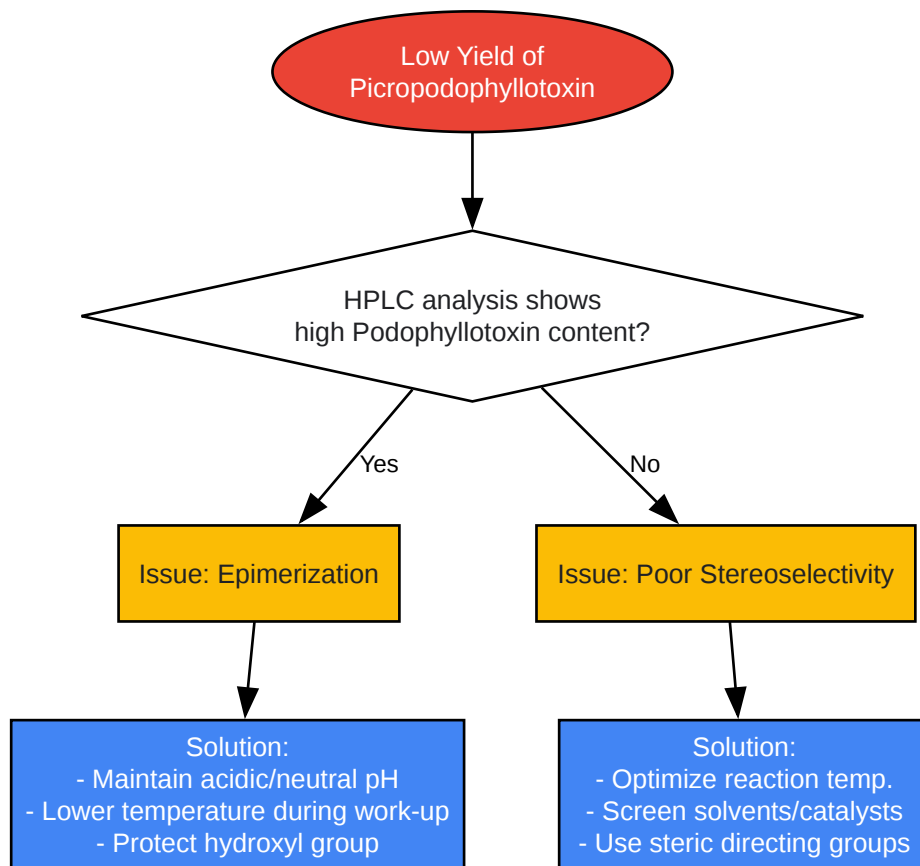 Low Yield of
Picropodophyllotoxin
HPLC analysis shows
high Podophyllotoxin content?
Yes
No
Issue: Epimerization
Issue: Poor Stereoselectivity
Solution:
- Maintain acidic/neutral pH
- Lower temperature during work-up
- Protect hydroxyl group
Solution:
- Optimize reaction temp.
- Screen solvents/catalysts
- Use steric directing groups